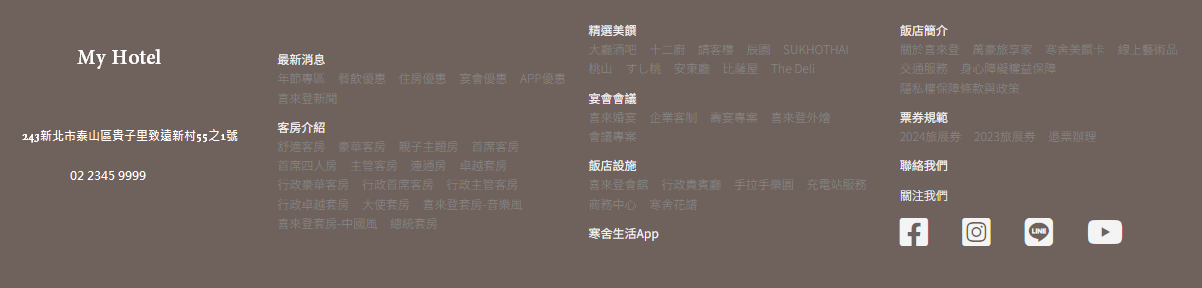 My Hotel
243新北市泰山區貴子里致遠新村55之1號
02 2345 9999
最新消息
年節專區 餐飲優惠 住房優惠 宴會優惠 APP優惠
喜來登新聞
客房介紹
舒適客房 豪華客房 親子主題房 首席客房
首席四人房 主管客房 連通房 卓越套房
行政豪華客房 行政首席客房 行政主管客房
行政卓越套房 大使套房 喜來登套房-音樂風
喜來登套房-中國風 總統套房
精選美饌
大廳酒吧 十二廚 請客樓 辰園 SUKHOTHAI
桃山 すし桃 安東廳 比薩屋 The Deli
宴會會議
喜來婚宴 企業客制 壽宴專案 喜來登外燴
會議專案
飯店設施
喜來登會館 行政貴賓廳 手拉手樂園 充電站服務
商務中心 寒舍花譜
寒舍生活App
飯店簡介
關於喜來登 萬豪旅享家 寒舍美饌卡 線上藝術品
交通服務 身心障礙權益保障
隱私權保障條款與政策
票券規範
2024旅展券 2023旅展券 退票辦理
聯絡我們
關注我們
LINE